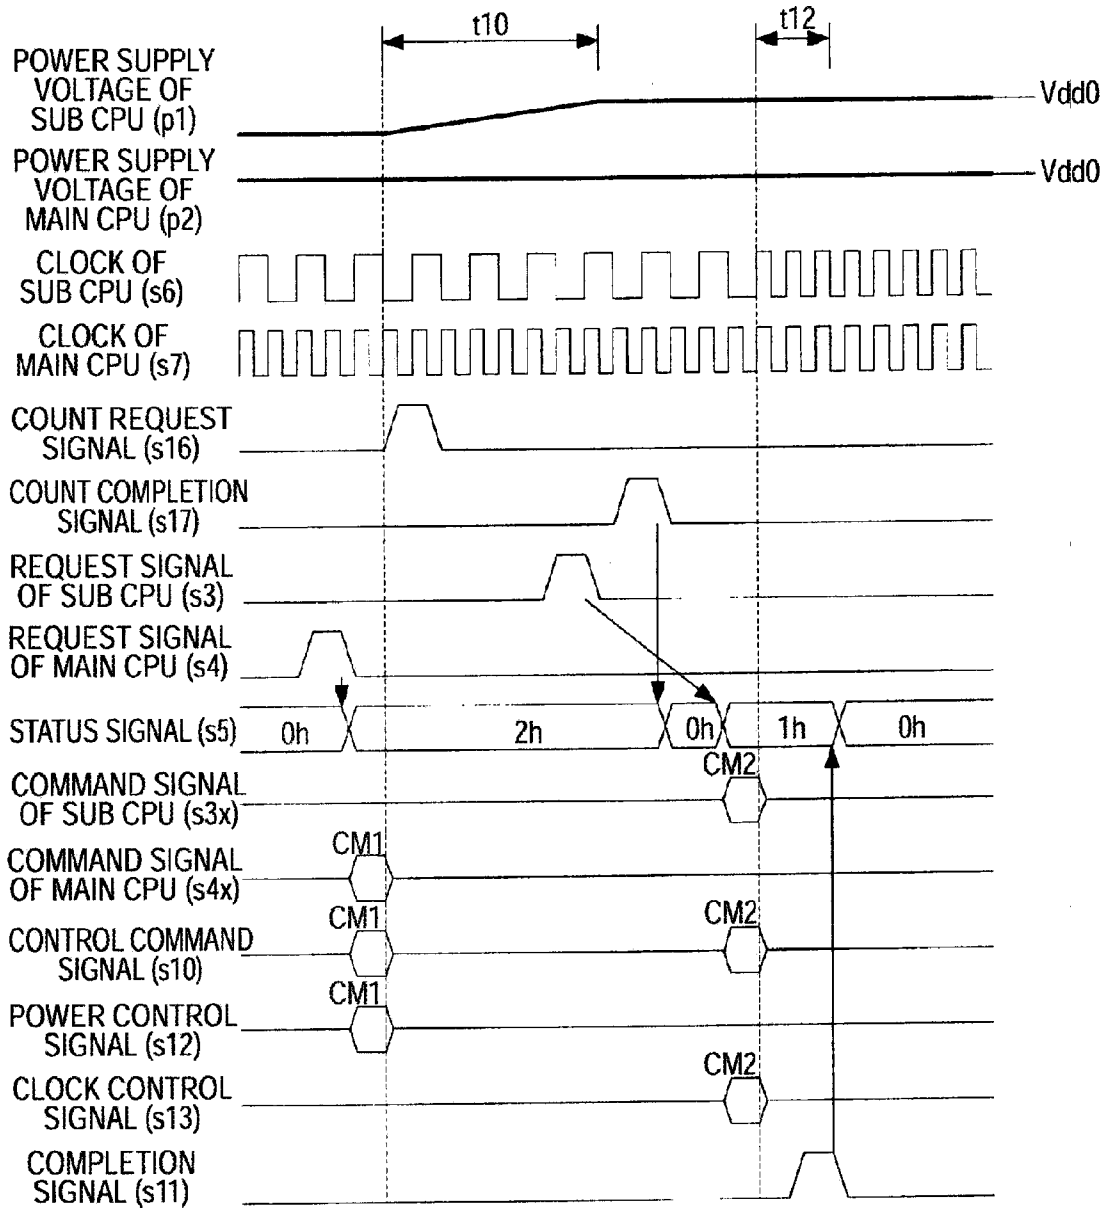 t10
t12
POWER SUPPLY
VOLTAGE OF
SUB CPU (p1)
Vdd0
POWER SUPPLY
VOLTAGE OF
MAIN CPU (p2)
Vdd0
CLOCK OF
SUB CPU (s6)
CLOCK OF
MAIN CPU (s7)
COUNT REQUEST
SIGNAL (s16)
COUNT COMPLETION
SIGNAL (s17)
REQUEST SIGNAL
OF SUB CPU (s3)
REQUEST SIGNAL
OF MAIN CPU (s4)
STATUS SIGNAL (s5)
0h
2h
0h
1h
0h
COMMAND SIGNAL
OF SUB CPU (s3x)
CM2
COMMAND SIGNAL
OF MAIN CPU (s4x)
CM1
CONTROL COMMAND
SIGNAL (s10)
CM1
CM2
POWER CONTROL
SIGNAL (s12)
CM1
CLOCK CONTROL
SIGNAL (s13)
CM2
COMPLETION
SIGNAL (s11)